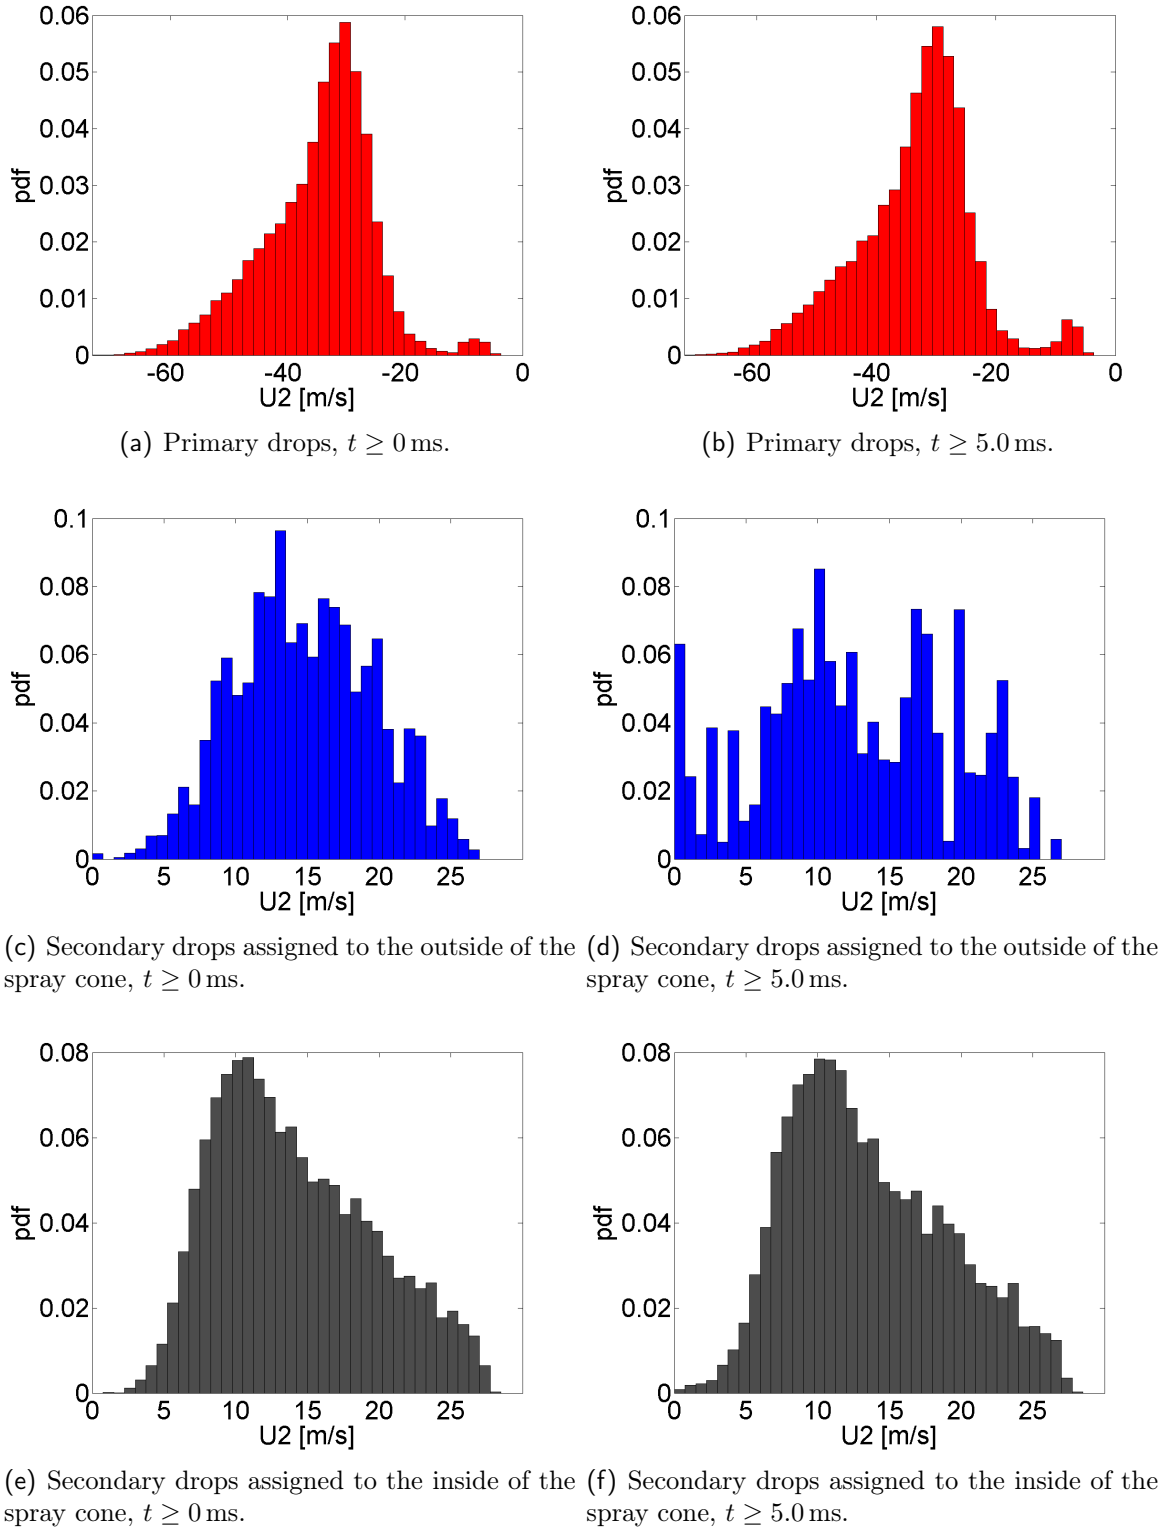 0.06
0.05
0.04
0.03
0.02
0.01
0
pdf
-60 -40 -20 0
U2 [m/s]
(a) Primary drops, t ≥ 0 ms.
0.06
0.05
0.04
0.03
0.02
0.01
0
pdf
-60 -40 -20 0
U2 [m/s]
(b) Primary drops, t ≥ 5.0 ms.
0.1
0.08
0.06
0.04
0.02
0
pdf
0 5 10 15 20 25
U2 [m/s]
(c) Secondary drops assigned to the outside of the
spray cone, t ≥ 0 ms.
0.1
0.08
0.06
0.04
0.02
0
pdf
0 5 10 15 20 25
U2 [m/s]
(d) Secondary drops assigned to the outside of the
spray cone, t ≥ 5.0 ms.
0.08
0.06
0.04
0.02
0
pdf
0 5 10 15 20 25
U2 [m/s]
(e) Secondary drops assigned to the inside of the
spray cone, t ≥ 0 ms.
0.08
0.06
0.04
0.02
0
pdf
0 5 10 15 20 25
U2 [m/s]
(f) Secondary drops assigned to the inside of the
spray cone, t ≥ 5.0 ms.